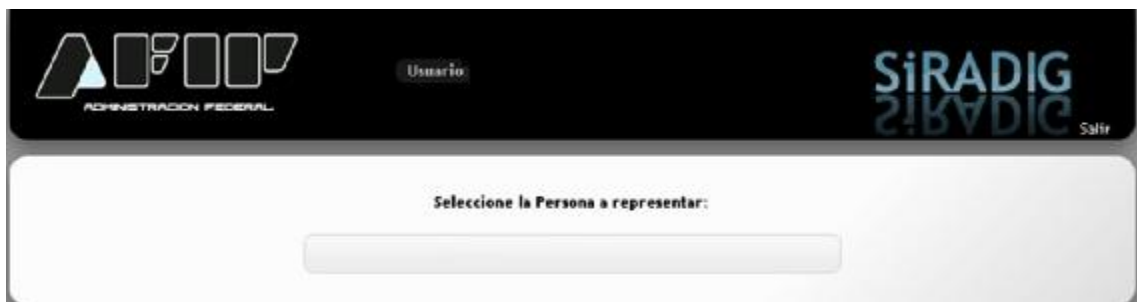 AFIP
ADMINISTRACION FEDERAL
Usuario
SiRADIG
Salir
Seleccione la Persona a representar: